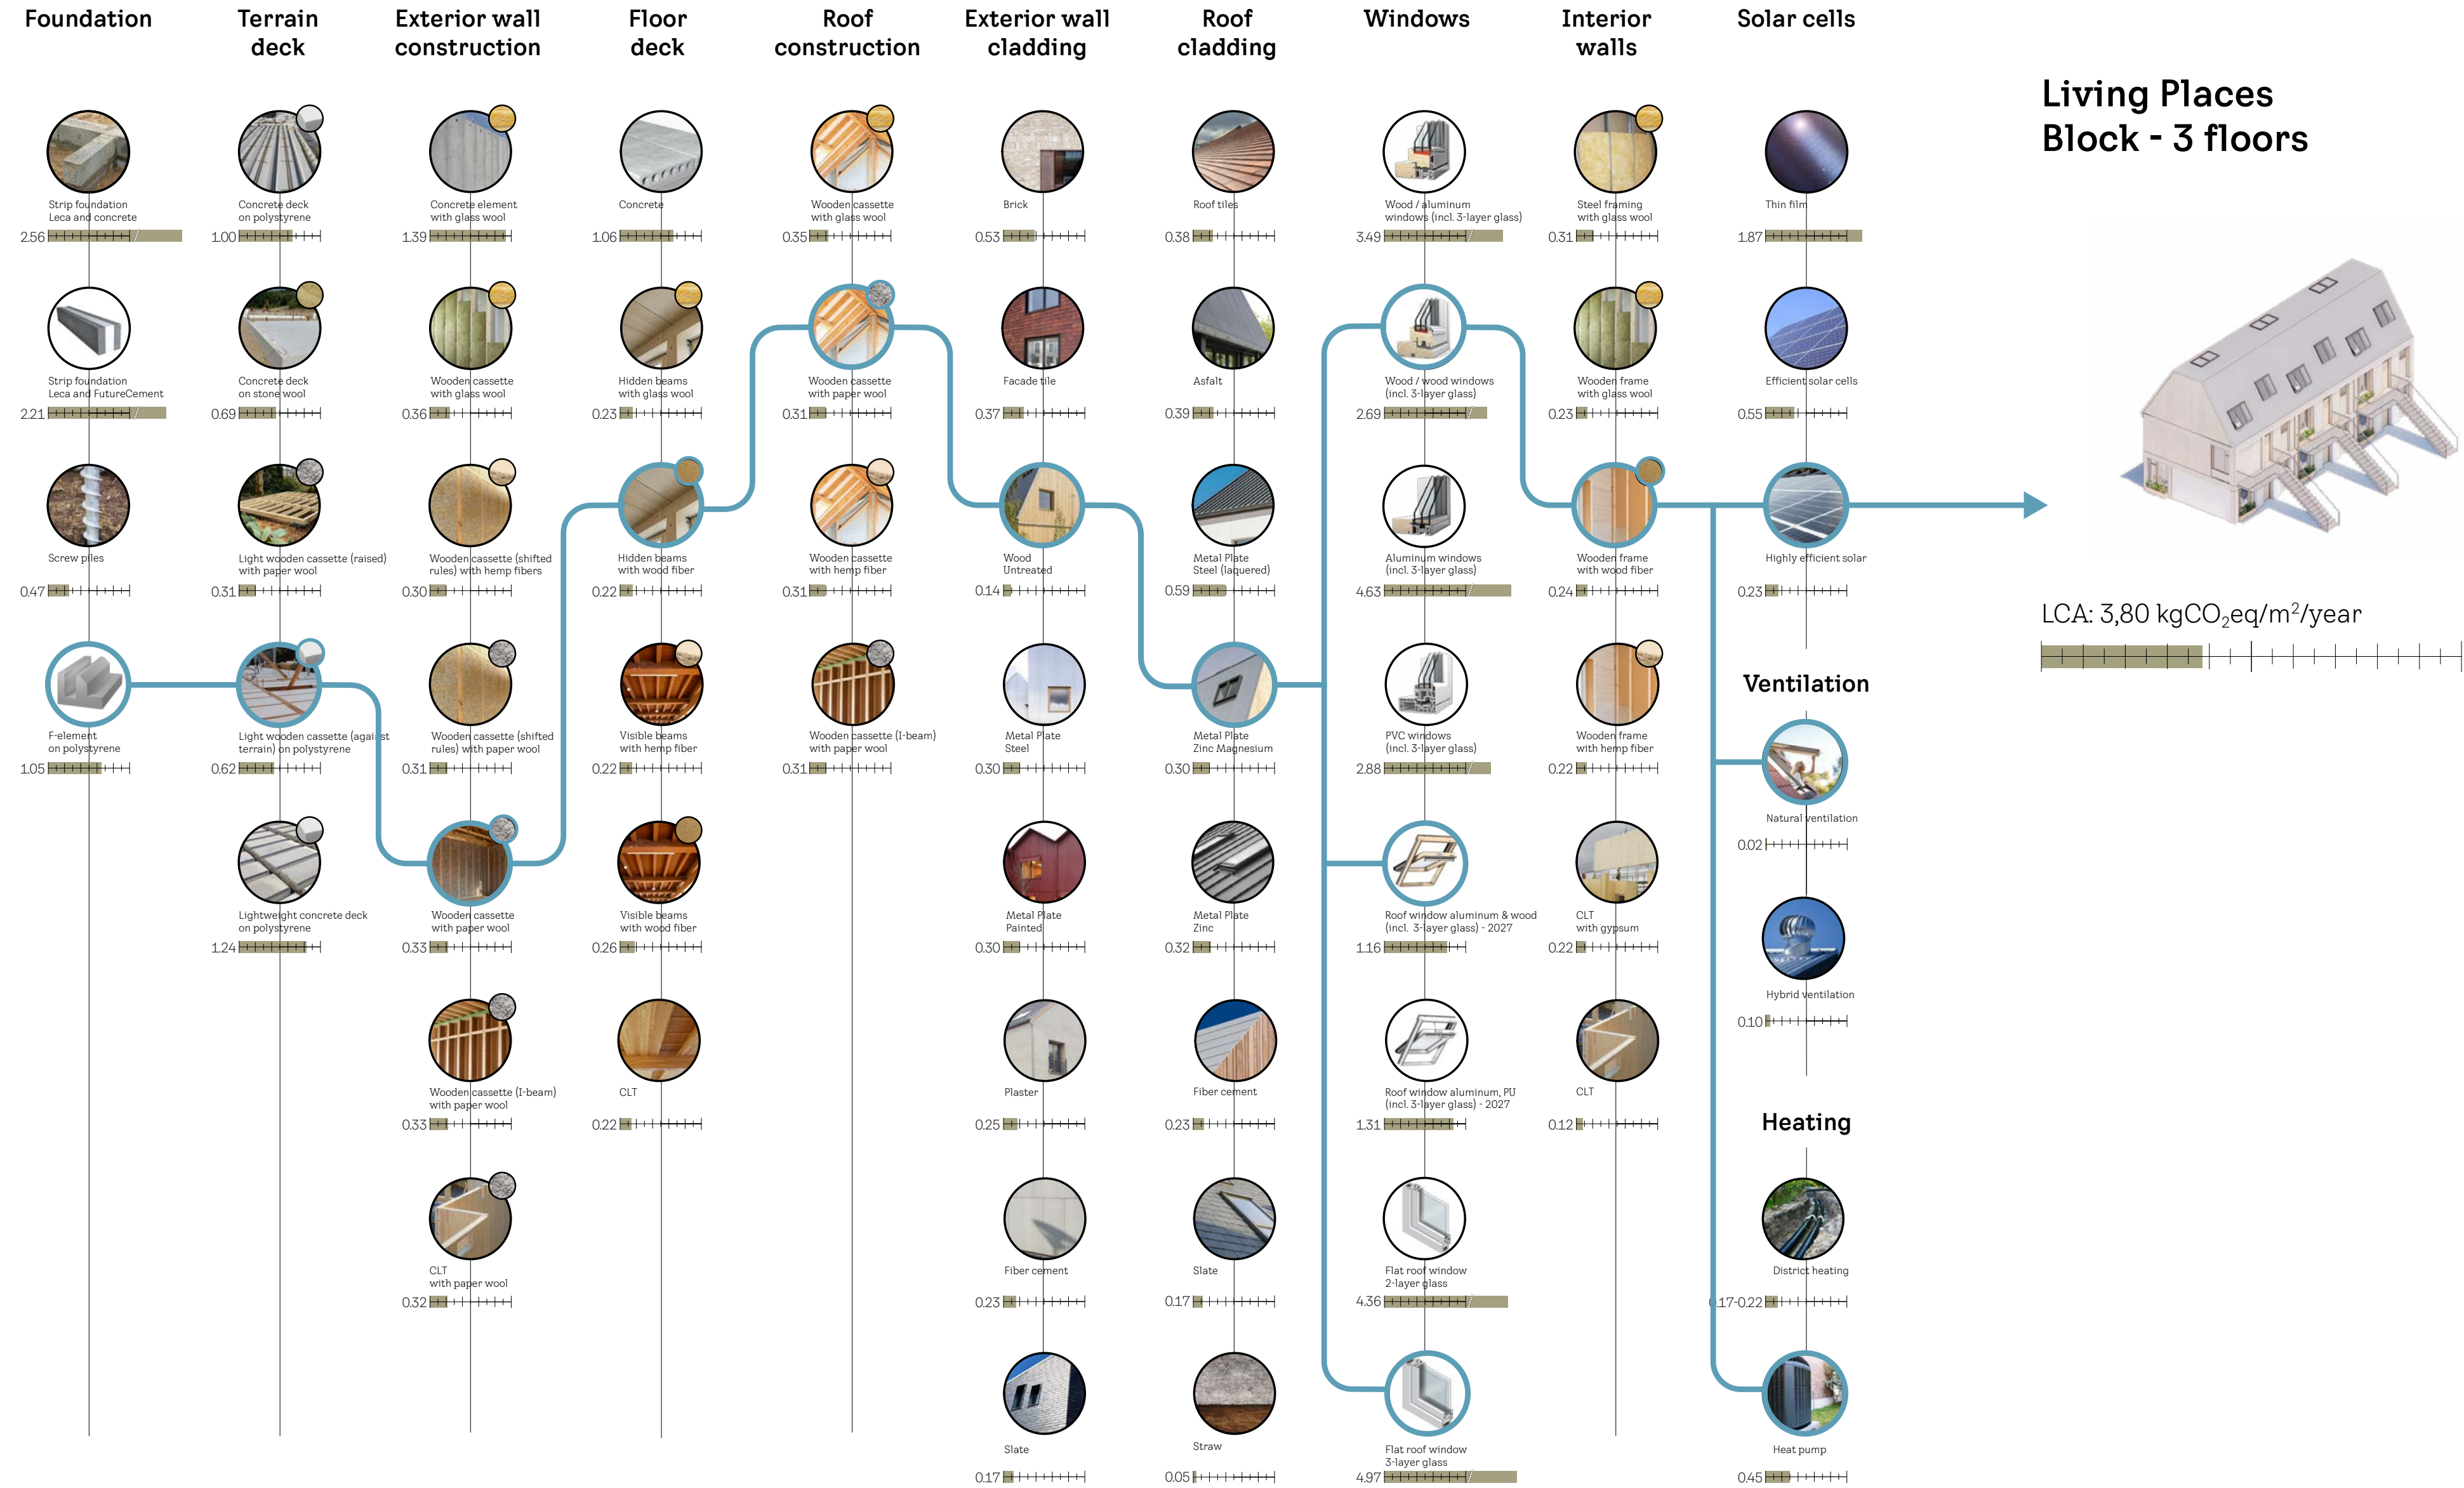 Foundation
Strip foundation
Leca and concrete
2.56
Strip foundation
Leca and FutureCement
2.21
Screw piles
0.47
F-element
on polystyrene
1.05
Terrain
deck
Concrete deck
on polystyrene
1.00
Concrete deck
on stone wool
0.69
Light wooden cassette (raised)
with paper wool
0.31
Light wooden cassette (against
terrain) on polystyrene
0.62
Lightweight concrete deck
on polystyrene
1.24
Exterior wall
construction
Concrete element
with glass wool
1.39
Wooden cassette
with glass wool
0.36
Wooden cassette (shifted
rules) with hemp fibers
0.30
Wooden cassette (shifted
rules) with paper wool
0.31
Wooden cassette
with paper wool
0.33
Wooden cassette (I-beam)
with paper wool
0.33
CLT
with paper wool
0.32
Floor
deck
Concrete
1.06
Hidden beams
with glass wool
0.23
Hidden beams
with wood fiber
0.22
Visible beams
with hemp fiber
0.22
Visible beams
with wood fiber
0.26
CLT
0.22
Roof
construction
Wooden cassette
with glass wool
0.35
Wooden cassette
with paper wool
0.31
Wooden cassette
with hemp fiber
0.31
Wooden cassette (I-beam)
with paper wool
0.31
Exterior wall
cladding
Brick
0.53
Facade tile
0.37
Wood
Untreated
0.14
Metal Plate
Steel
0.30
Metal Plate
Painted
0.30
Plaster
0.25
Fiber cement
0.23
Slate
0.17
Roof
cladding
Roof tiles
0.38
Asfalt
0.39
Metal Plate
Steel (laquered)
0.59
Metal Plate
Zinc Magnesium
0.30
Metal Plate
Zinc
0.32
Fiber cement
0.23
Slate
0.17
Straw
0.05
Windows
Wood / aluminum
windows (incl. 3-layer glass)
3.49
Wood / wood windows
(incl. 3-layer glass)
2.69
Aluminum windows
(incl. 3-layer glass)
4.63
PVC windows
(incl. 3-layer glass)
2.88
Roof window aluminum & wood
(incl. 3-layer glass) - 2027
1.16
Roof window aluminum, PU
(incl. 3-layer glass) - 2027
1.31
Flat roof window
2-layer glass
4.36
Flat roof window
3-layer glass
4.97
Interior
walls
Steel framing
with glass wool
0.31
Wooden frame
with glass wool
0.23
Wooden frame
with wood fiber
0.24
Wooden frame
with hemp fiber
0.22
CLT
with gypsum
0.22
CLT
0.12
Solar cells
Thin film
1.87
Efficient solar cells
0.55
Highly efficient solar
0.23
Ventilation
Natural ventilation
0.02
Hybrid ventilation
0.10
Heating
District heating
0.17-0.22
Heat pump
0.45
Living Places
Block - 3 floors
LCA: 3,80 kgCO₂eq/m²/year